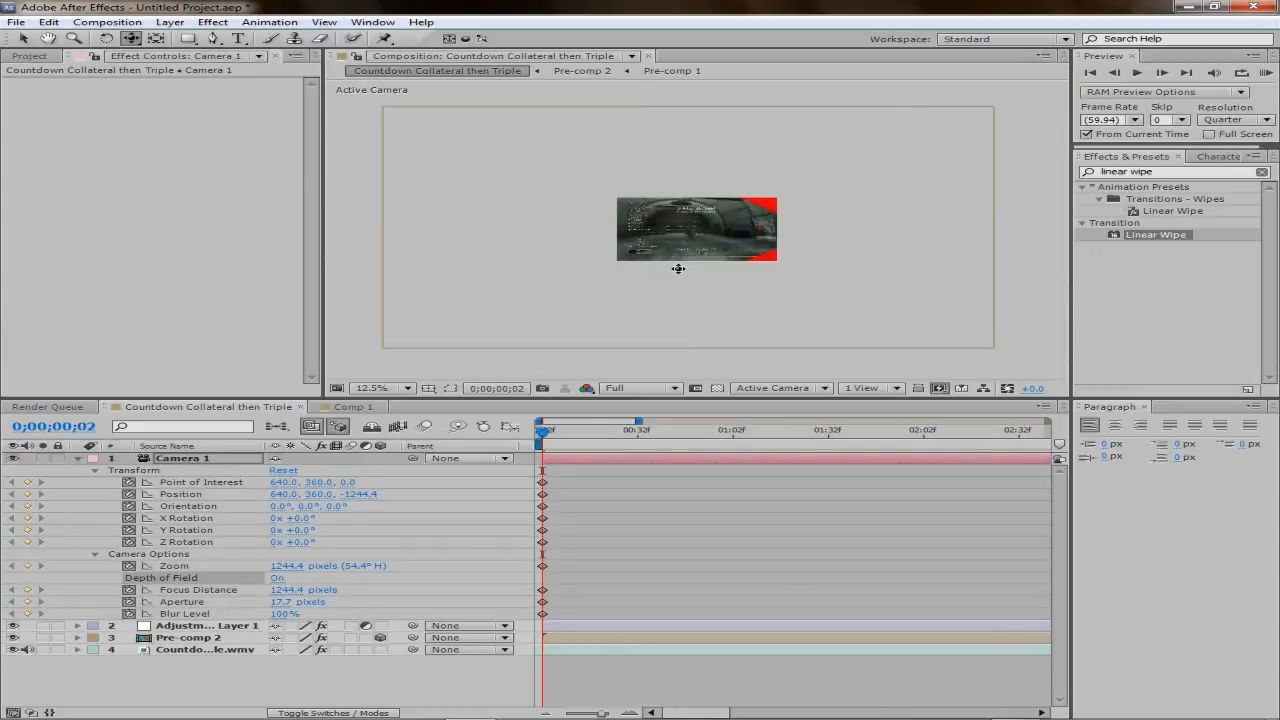 Adobe After Effects - Untitled Project.aep *
File Edit Composition Layer Effect Animation View Window Help
Workspace: Standard Search Help
Project Effect Controls: Camera 1 Composition: Countdown Collateral then Triple Preview
Countdown Collateral then Triple • Camera 1 Countdown Collateral then Triple Pre-comp 2 Pre-comp 1
Active Camera
RAM Preview Options
Frame Rate Skip Resolution
(59.94) 0 Quarter
From Current Time Full Screen
Effects & Presets Characte
linear wipe
* Animation Presets
Transitions - Wipes
Linear Wipe
Transition
Linear Wipe
12.5% 0;00;00;02 Full Active Camera 1 View +0.0
Render Queue Countdown Collateral then Triple Comp 1 Paragraph
0;00;00;02
00:32f 01:02f 01:32f 02:02f 02:32f
0 px 0 px 0 px
0 px 0 px
# Source Name Parent
1 Camera 1 None
Transform Reset
Point of Interest 640.0, 360.0, 0.0
Position 640.0, 360.0, -1244.4
Orientation 0.0°, 0.0°, 0.0°
X Rotation 0x +0.0°
Y Rotation 0x +0.0°
Z Rotation 0x +0.0°
Camera Options
Zoom 1244.4 pixels (54.4° H)
Depth of Field On
Focus Distance 1244.4 pixels
Aperture 17.7 pixels
Blur Level 100%
2 Adjustm... Layer 1 None
3 Pre-comp 2 None
4 Countdo...le.wmv None
Toggle Switches / Modes